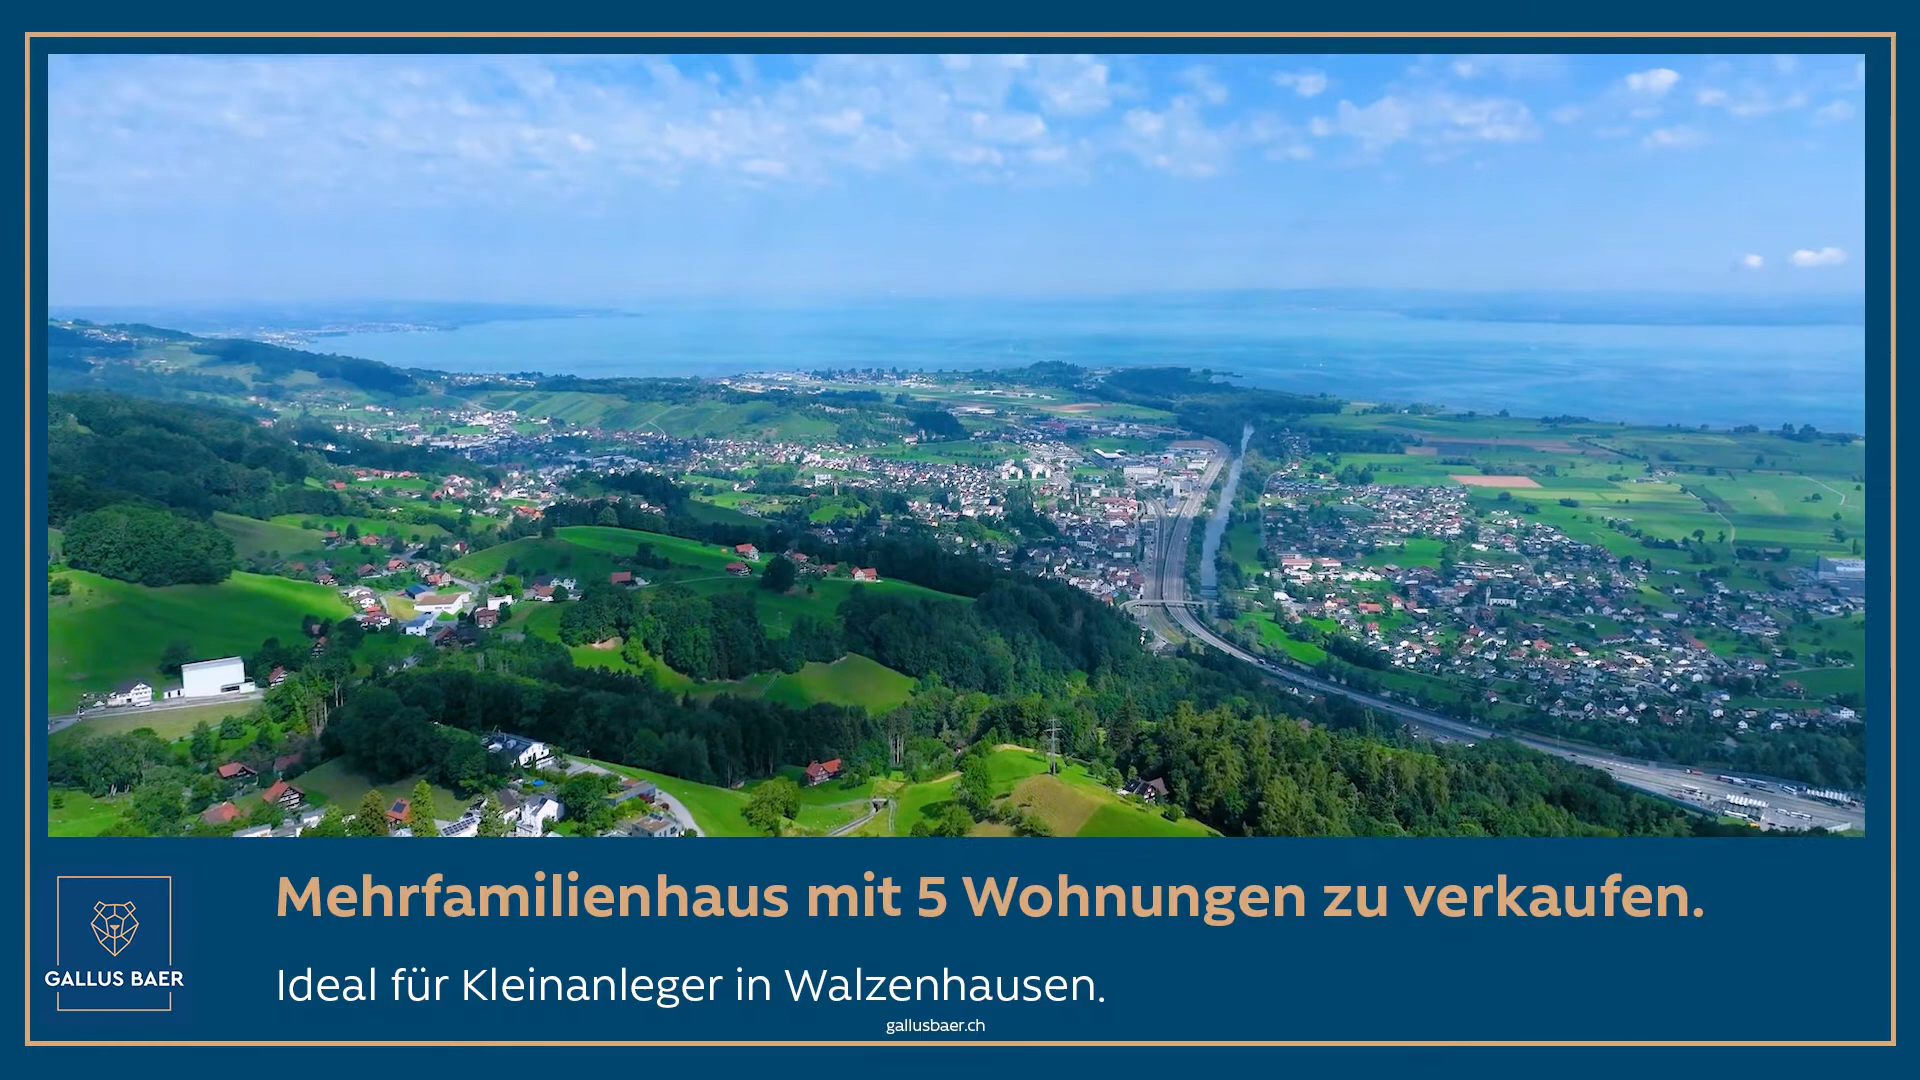 Mehrfamilienhaus mit 5 Wohnungen zu verkaufen.
Ideal für Kleinanleger in Walzenhausen.
GALLUS BAER
gallusbaer.ch